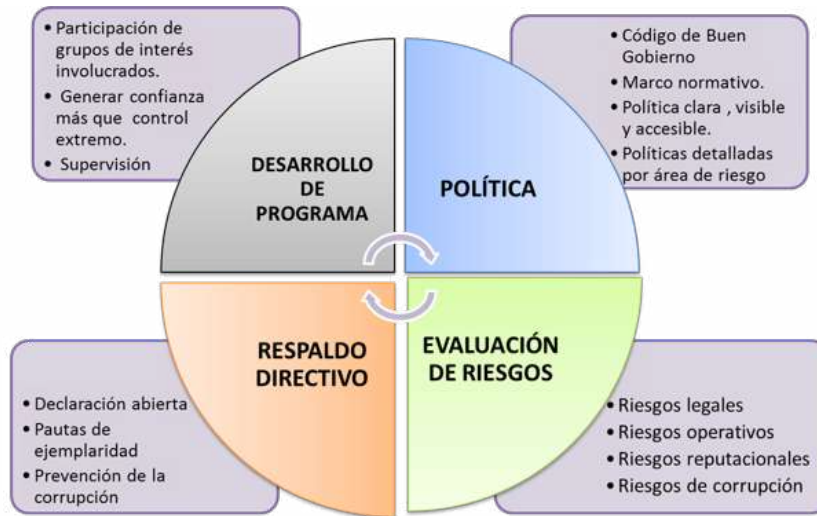 • Participación de
grupos de interés
involucrados.
• Generar confianza
más que control
extremo.
• Supervisión
DESARROLLO
DE
PROGRAMA
• Código de Buen
Gobierno
• Marco normativo.
• Política clara , visible
y accesible.
• Políticas detalladas
por área de riesgo
POLÍTICA
RESPALDO
DIRECTIVO
• Declaración abierta
• Pautas de
ejemplaridad
• Prevención de la
corrupción
EVALUACIÓN
DE RIESGOS
• Riesgos legales
• Riesgos operativos
• Riesgos reputacionales
• Riesgos de corrupción